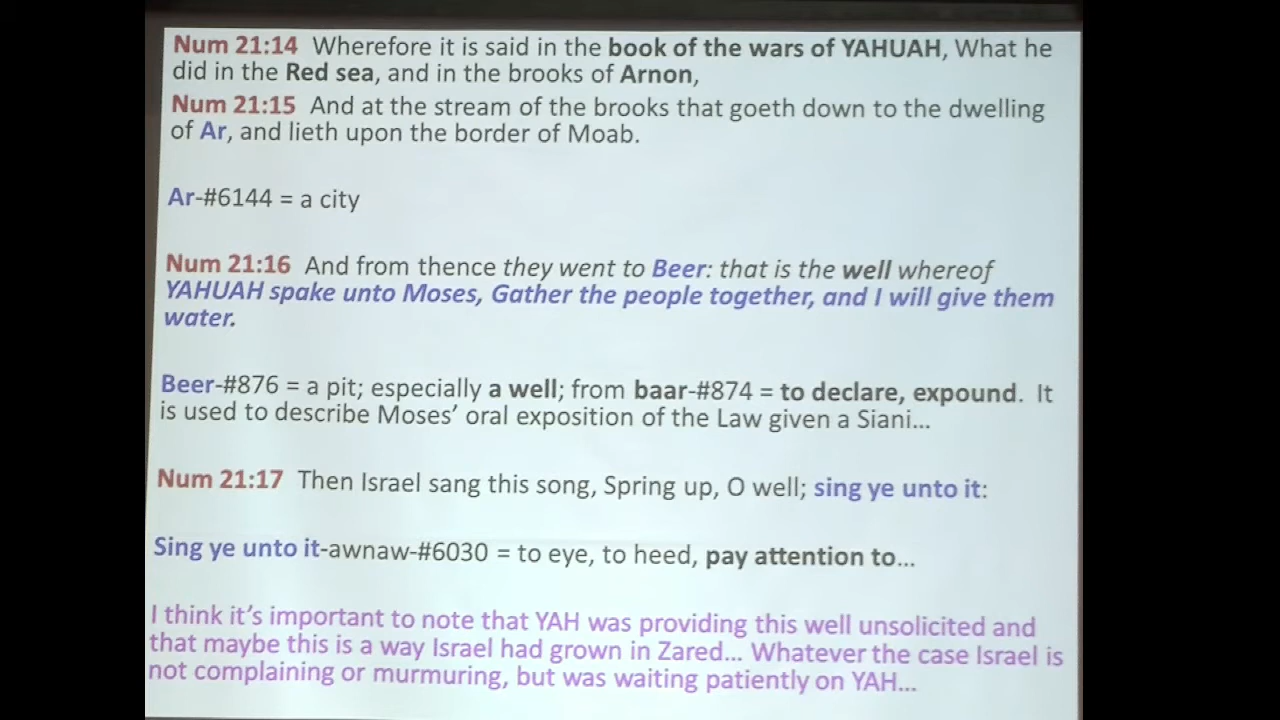 Num 21:14 Wherefore it is said in the book of the wars of YAHUAH, What he
did in the Red sea, and in the brooks of Arnon,
Num 21:15 And at the stream of the brooks that goeth down to the dwelling
of Ar, and lieth upon the border of Moab.
Ar-#6144 = a city
Num 21:16 And from thence they went to Beer: that is the well whereof
YAHUAH spake unto Moses, Gather the people together, and I will give them
water.
Beer-#876 = a pit; especially a well; from baar-#874 = to declare, expound. It
is used to describe Moses’ oral exposition of the Law given a Siani...
Num 21:17 Then Israel sang this song, Spring up, O well; sing ye unto it:
Sing ye unto it-awnaw-#6030 = to eye, to heed, pay attention to...
I think it’s important to note that YAH was providing this well unsolicited and
that maybe this is a way Israel had grown in Zared... Whatever the case Israel is
not complaining or murmuring, but was waiting patiently on YAH...